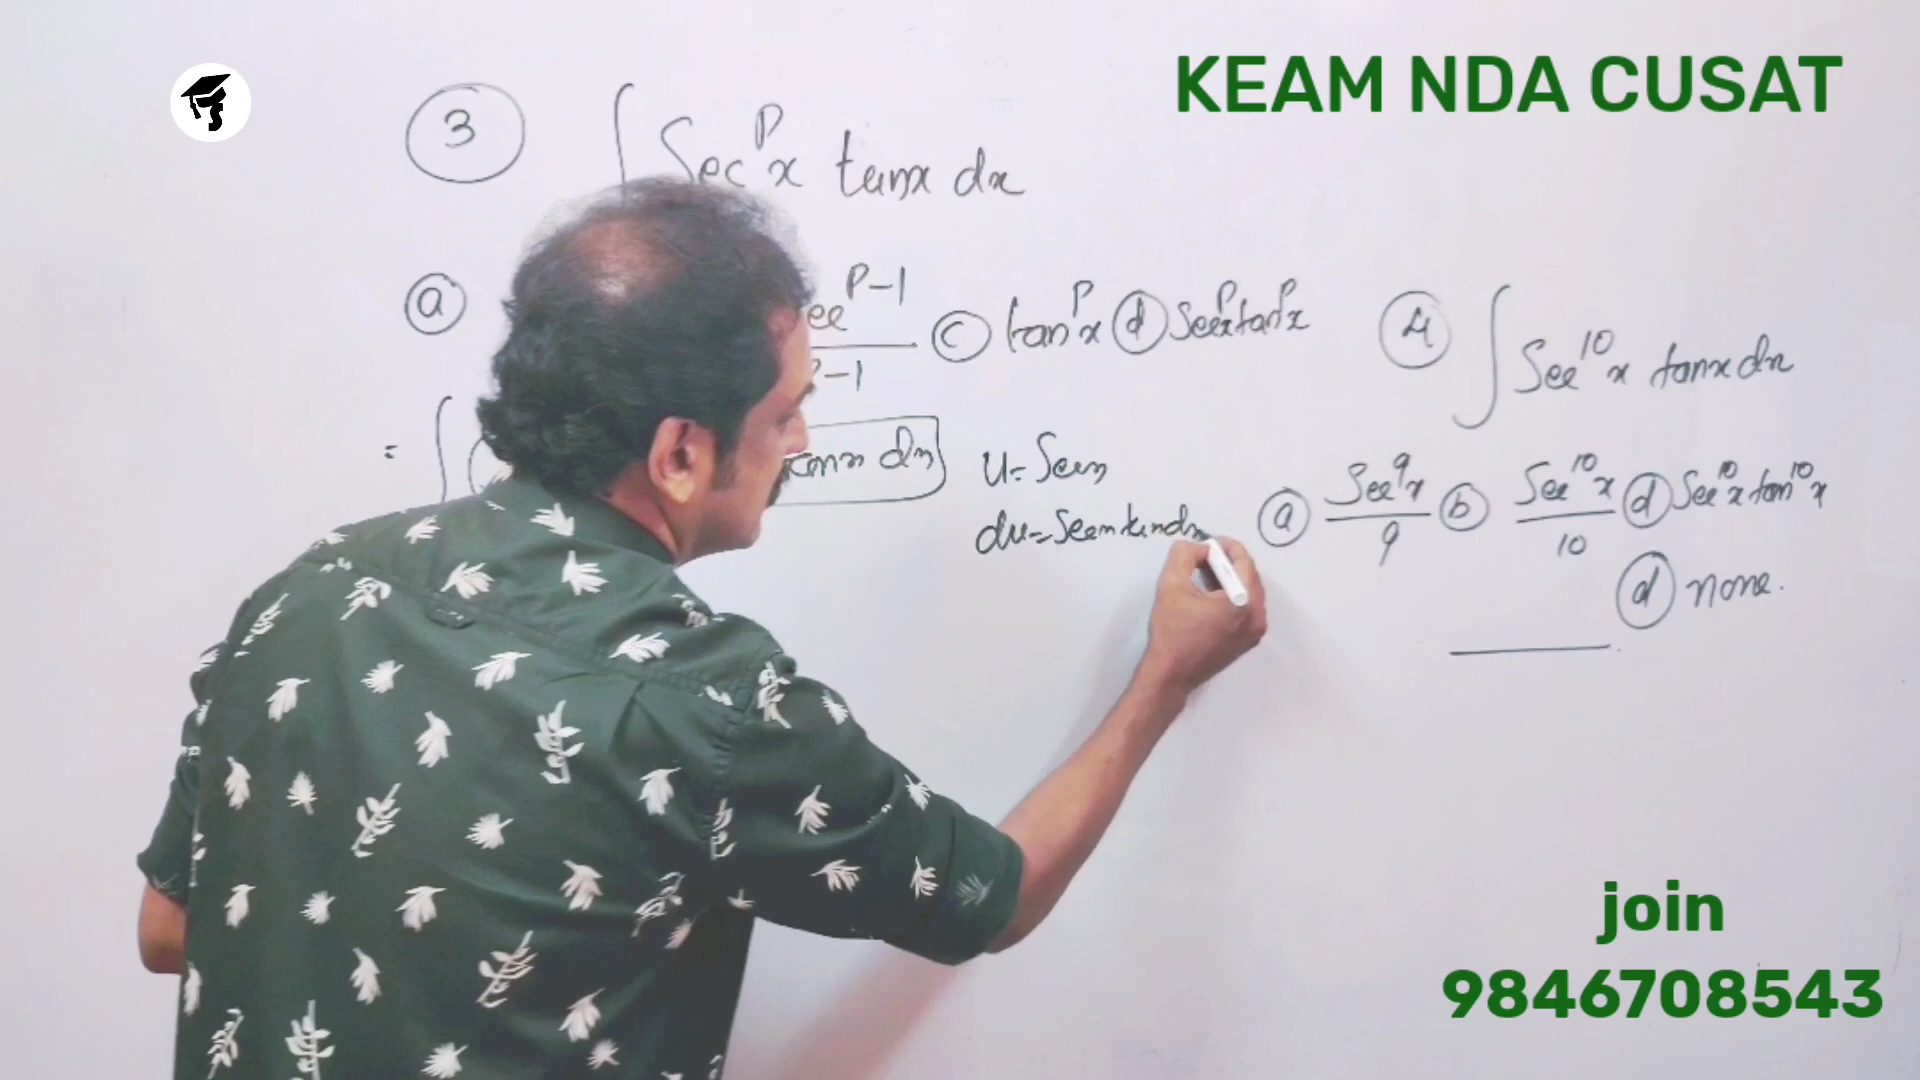 KEAM NDA CUSAT
3 ∫ Sec^p x tanx dx
a ee^(p-1) / p-1 c tan^p x d Sec^p x tan^p x
= ∫ tanx dx
u = Secx
du = Secx tanx dx
4 ∫ Sec^10 x tanx dx
a Sec^9 x / 9 b Sec^10 x / 10 d Sec^10 x tan^10 x
d none.
join
9846708543